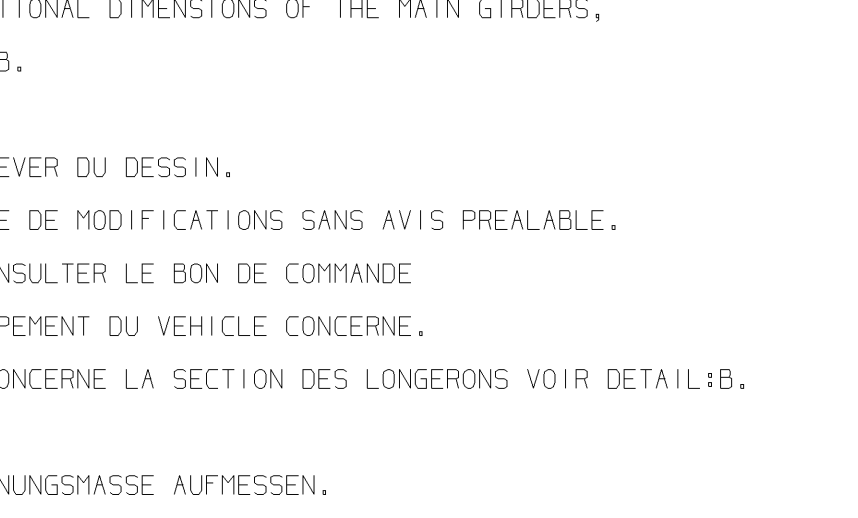 TIONAL DIMENSIONS OF THE MAIN GIRDERS,
B.
EVER DU DESSIN.
E DE MODIFICATIONS SANS AVIS PREALABLE.
NSULTER LE BON DE COMMANDE
PEMENT DU VEHICLE CONCERNE.
ONCERNE LA SECTION DES LONGERONS VOIR DETAIL:B.
NUNGSMASSE AUFMESSEN.